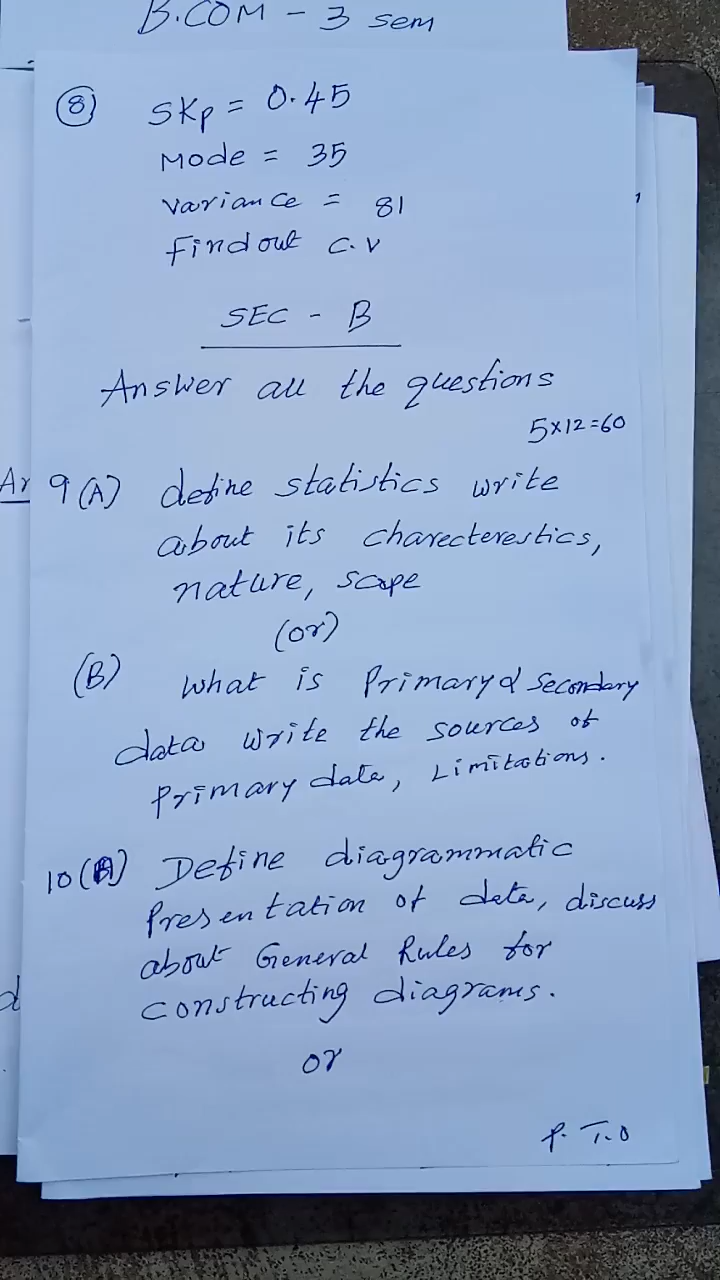 B.COM - 3 sem
⑧ SKp = 0.45
Mode = 35
Variance = 81
Find out C.V
SEC - B
Answer all the questions
5×12=60
9 (A) define statistics write
about its charecterestics,
nature, scope
(or)
(B) What is Primary & Secondary
data write the sources of
Primary data, Limitations.
10 (A) Define diagrammatic
Presentation of data, discuss
about General Rules for
constructing diagrams.
or
P.T.O